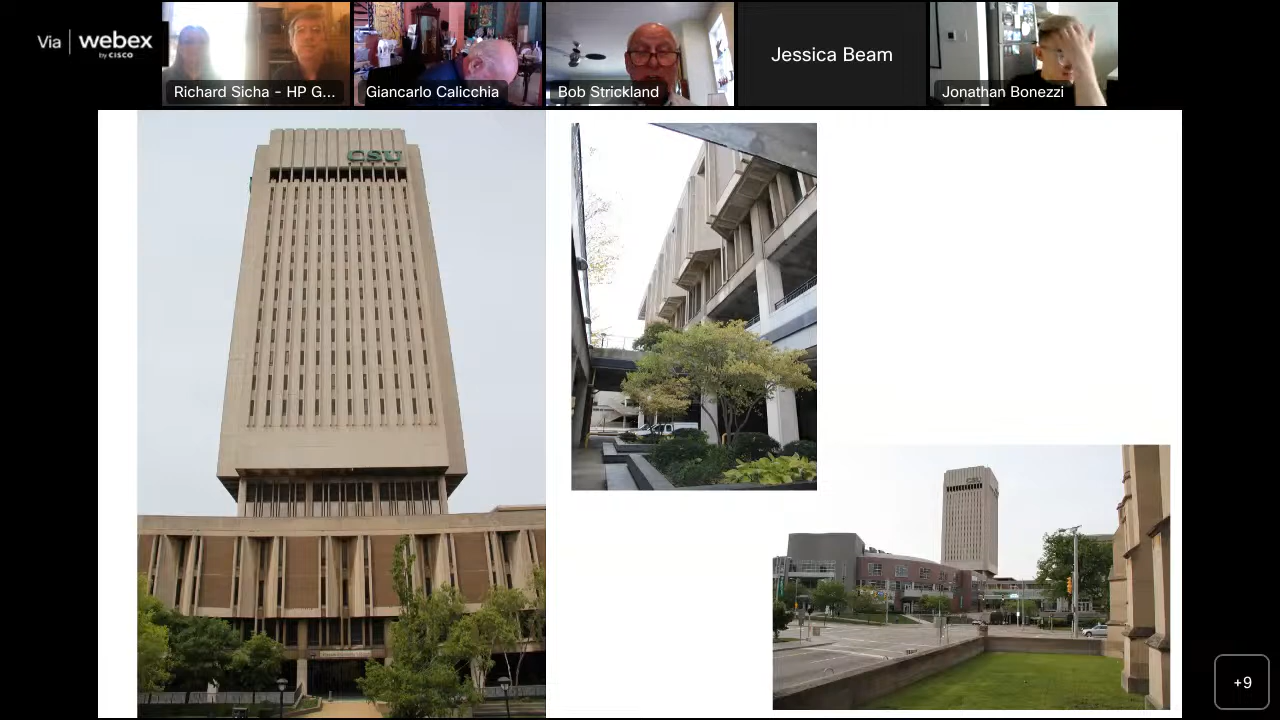 Via | webex
by CISCO
Richard Sicha - HP G...
Giancarlo Calicchia
Bob Strickland
Jessica Beam
Jonathan Bonezzi
CSU
CSU
+9